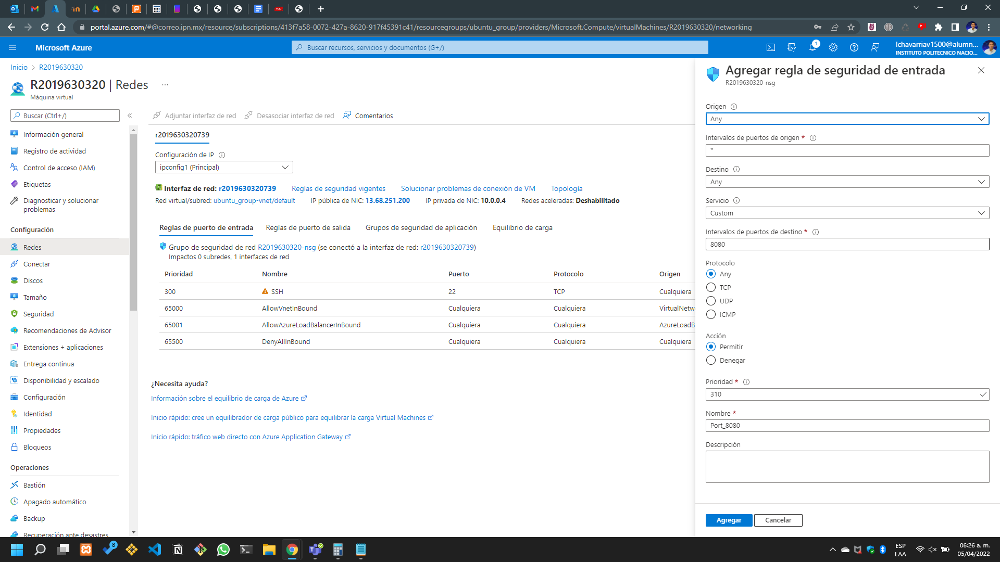 portal.azure.com/#@correo.ipn.mx/resource/subscriptions/413f7a58-0072-427a-8620-917f45391c41/resourcegroups/ubuntu_group/providers/Microsoft.Compute/virtualMachines/R2019630320/networking
Microsoft Azure
Buscar recursos, servicios y documentos (G+/)
1
lchavarriav1500@alumn...
INSTITUTO POLITECNICO NACIO...
Inicio > R2019630320
R2019630320 | Redes ...
Máquina virtual
Buscar (Ctrl+/)
Información general
Registro de actividad
Control de acceso (IAM)
Etiquetas
Diagnosticar y solucionar
problemas
Configuración
Redes
Conectar
Discos
Tamaño
Seguridad
Recomendaciones de Advisor
Extensiones + aplicaciones
Entrega continua
Disponibilidad y escalado
Configuración
Identidad
Propiedades
Bloqueos
Operaciones
Bastión
Apagado automático
Backup
Recuperación ante desastres
Adjuntar interfaz de red Desasociar interfaz de red Comentarios
r2019630320739
Configuración de IP
ipconfig1 (Principal)
Interfaz de red: r2019630320739 Reglas de seguridad vigentes Solucionar problemas de conexión de VM Topología
Red virtual/subred: ubuntu_group-vnet/default IP pública de NIC: 13.68.251.200 IP privada de NIC: 10.0.0.4 Redes aceleradas: Deshabilitado
Reglas de puerto de entrada Reglas de puerto de salida Grupos de seguridad de aplicación Equilibrio de carga
Grupo de seguridad de red R2019630320-nsg (se conectó a la interfaz de red: r2019630320739)
Impactos 0 subredes, 1 interfaces de red
Prioridad Nombre Puerto Protocolo Origen
300 SSH 22 TCP Cualquiera
65000 AllowVnetInBound Cualquiera Cualquiera VirtualNetw
65001 AllowAzureLoadBalancerInBound Cualquiera Cualquiera AzureLoadB
65500 DenyAllInBound Cualquiera Cualquiera Cualquiera
¿Necesita ayuda?
Información sobre el equilibrio de carga de Azure
Inicio rápido: cree un equilibrador de carga público para equilibrar la carga Virtual Machines
Inicio rápido: tráfico web directo con Azure Application Gateway
Agregar regla de seguridad de entrada
R2019630320-nsg
Origen
Any
Intervalos de puertos de origen *
*
Destino
Any
Servicio
Custom
Intervalos de puertos de destino *
8080
Protocolo
Any
TCP
UDP
ICMP
Acción
Permitir
Denegar
Prioridad *
310
Nombre *
Port_8080
Descripción
Agregar Cancelar
8
ESP
LAA
06:26 a. m.
05/04/2022